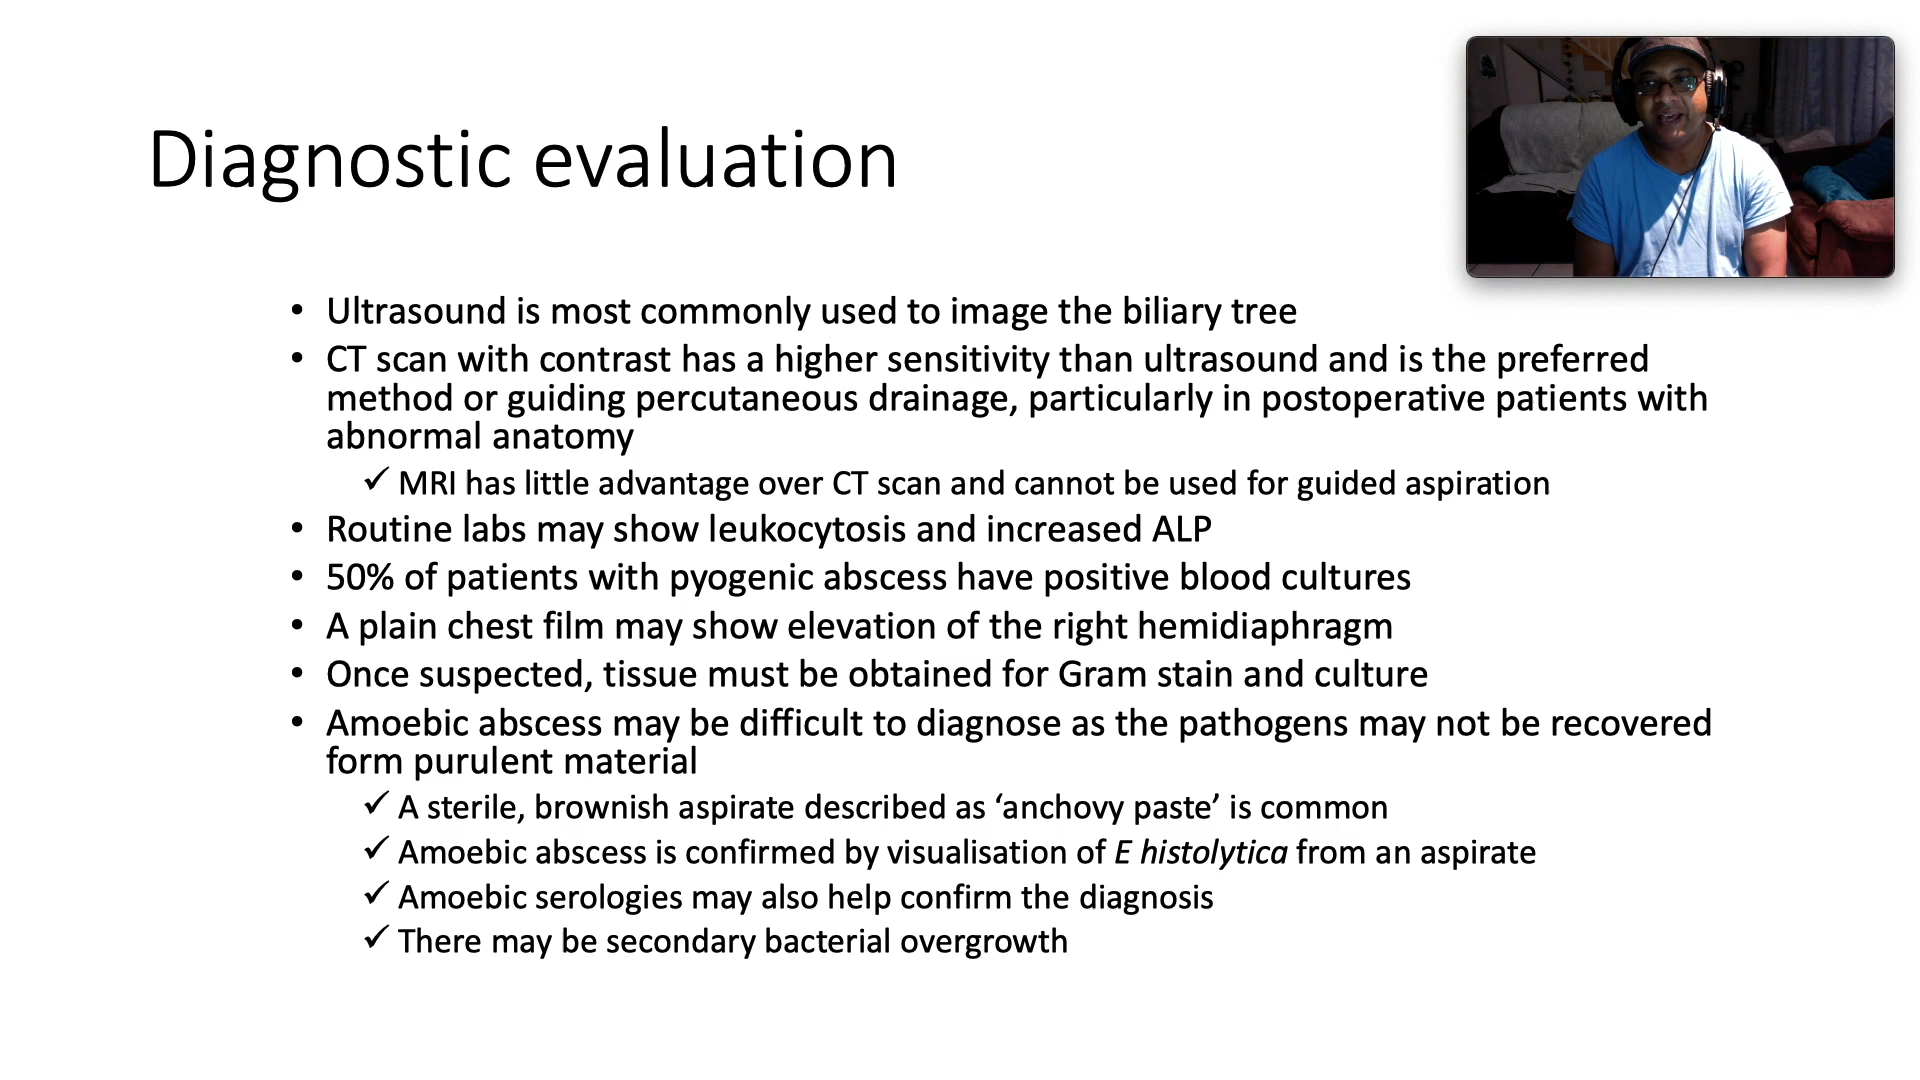 Diagnostic evaluation
• Ultrasound is most commonly used to image the biliary tree
• CT scan with contrast has a higher sensitivity than ultrasound and is the preferred
method or guiding percutaneous drainage, particularly in postoperative patients with
abnormal anatomy
✓ MRI has little advantage over CT scan and cannot be used for guided aspiration
• Routine labs may show leukocytosis and increased ALP
• 50% of patients with pyogenic abscess have positive blood cultures
• A plain chest film may show elevation of the right hemidiaphragm
• Once suspected, tissue must be obtained for Gram stain and culture
• Amoebic abscess may be difficult to diagnose as the pathogens may not be recovered
form purulent material
✓ A sterile, brownish aspirate described as ‘anchovy paste’ is common
✓ Amoebic abscess is confirmed by visualisation of E histolytica from an aspirate
✓ Amoebic serologies may also help confirm the diagnosis
✓ There may be secondary bacterial overgrowth